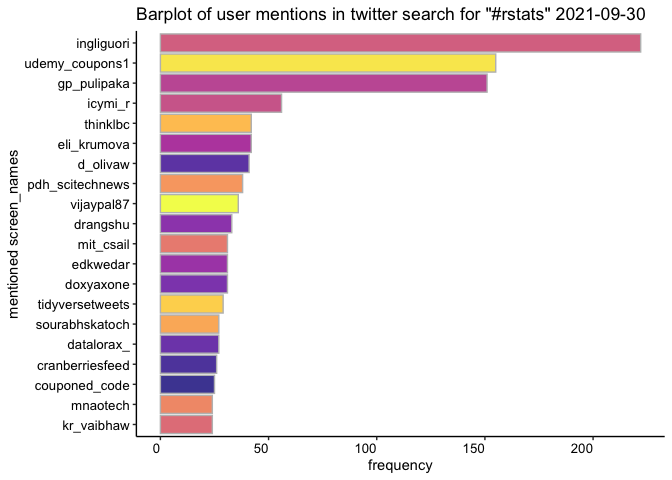 Barplot of user mentions in twitter search for "#rstats" 2021-09-30
mentioned screen_names
ingliguori
udemy_coupons1
gp_pulipaka
icymi_r
thinklbc
eli_krumova
d_olivaw
pdh_scitechnews
vijaypal87
drangshu
mit_csail
edkwedar
doxyaxone
tidyversetweets
sourabhskatoch
datalorax_
cranberriesfeed
couponed_code
mnaotech
kr_vaibhaw
0 50 100 150 200
frequency